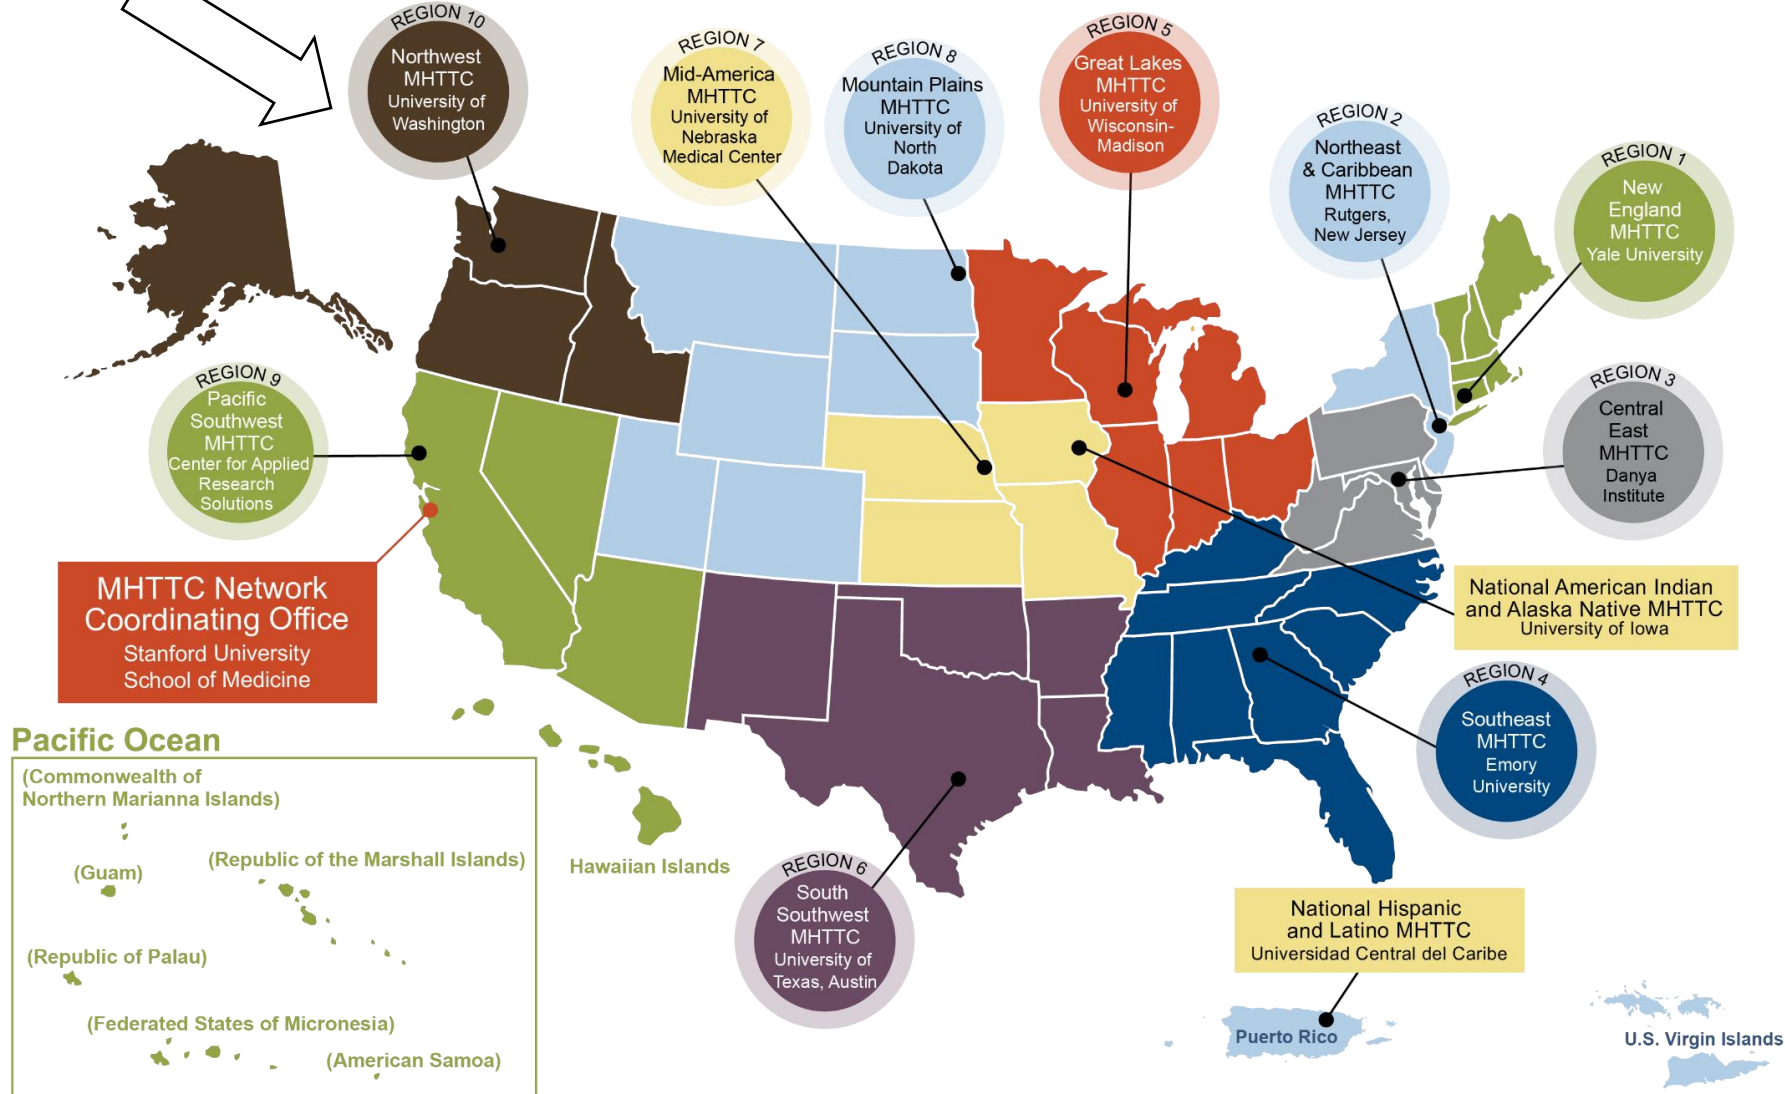 REGION 10
Northwest
MHTTC
University of
Washington
REGION 7
Mid-America
MHTTC
University of
Nebraska
Medical Center
REGION 8
Mountain Plains
MHTTC
University of
North
Dakota
REGION 5
Great Lakes
MHTTC
University of
Wisconsin-
Madison
REGION 2
Northeast
& Caribbean
MHTTC
Rutgers,
New Jersey
REGION 1
New
England
MHTTC
Yale University
REGION 9
Pacific
Southwest
MHTTC
Center for Applied
Research
Solutions
REGION 3
Central
East
MHTTC
Danya
Institute
MHTTC Network
Coordinating Office
Stanford University
School of Medicine
National American Indian
and Alaska Native MHTTC
University of Iowa
REGION 4
Southeast
MHTTC
Emory
University
Pacific Ocean
(Commonwealth of
Northern Marianna Islands)
(Guam)
(Republic of the Marshall Islands)
(Republic of Palau)
(Federated States of Micronesia)
(American Samoa)
Hawaiian Islands
REGION 6
South
Southwest
MHTTC
University of
Texas, Austin
National Hispanic
and Latino MHTTC
Universidad Central del Caribe
Puerto Rico
U.S. Virgin Islands